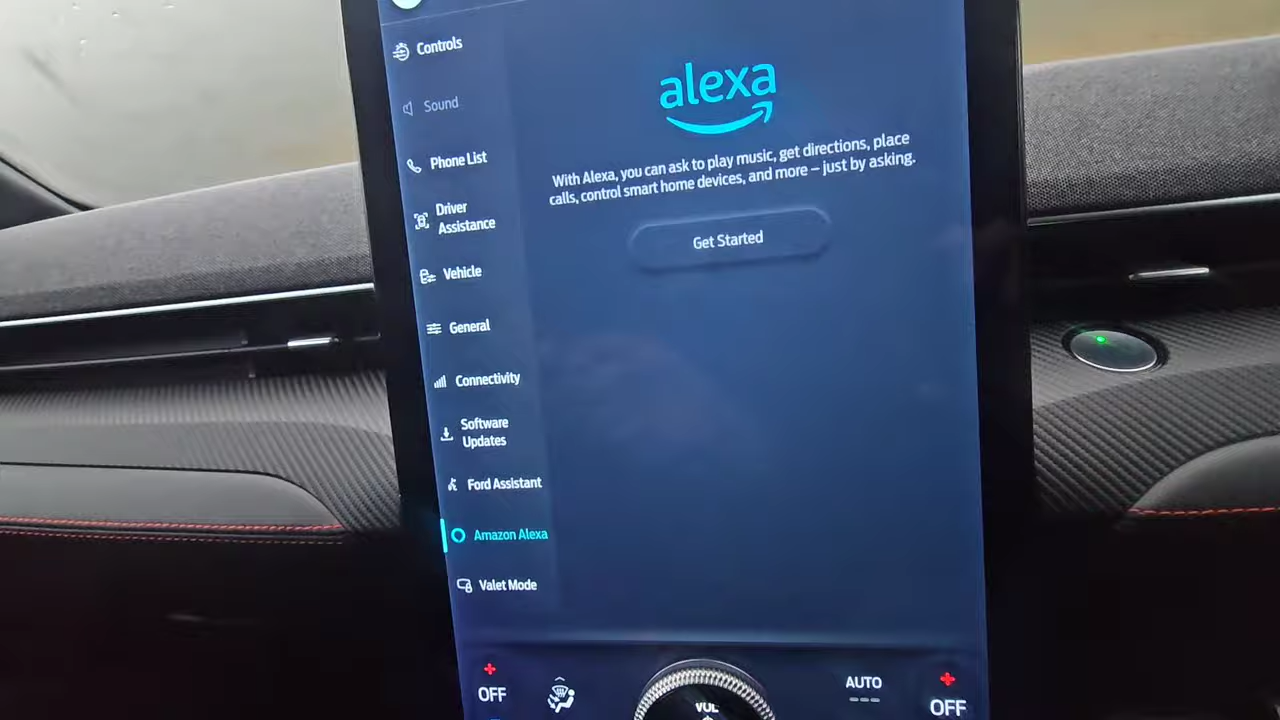 Controls
Sound
Phone List
Driver
Assistance
Vehicle
General
Connectivity
Software
Updates
Ford Assistant
Amazon Alexa
Valet Mode
alexa
With Alexa, you can ask to play music, get directions, place
calls, control smart home devices, and more – just by asking.
Get Started
OFF
VOL
AUTO
OFF